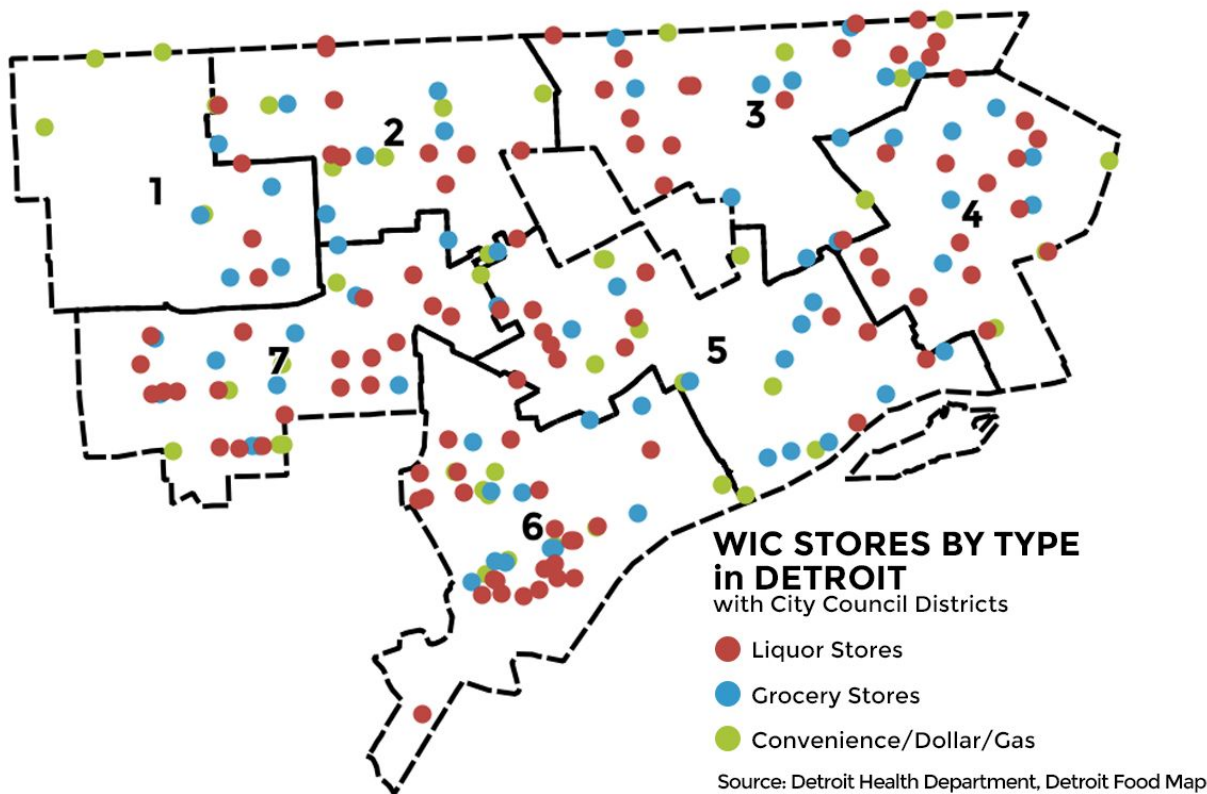 2
3
1
4
7
5
6
WIC STORES BY TYPE
in DETROIT
with City Council Districts
Liquor Stores
Grocery Stores
Convenience/Dollar/Gas
Source: Detroit Health Department, Detroit Food Map